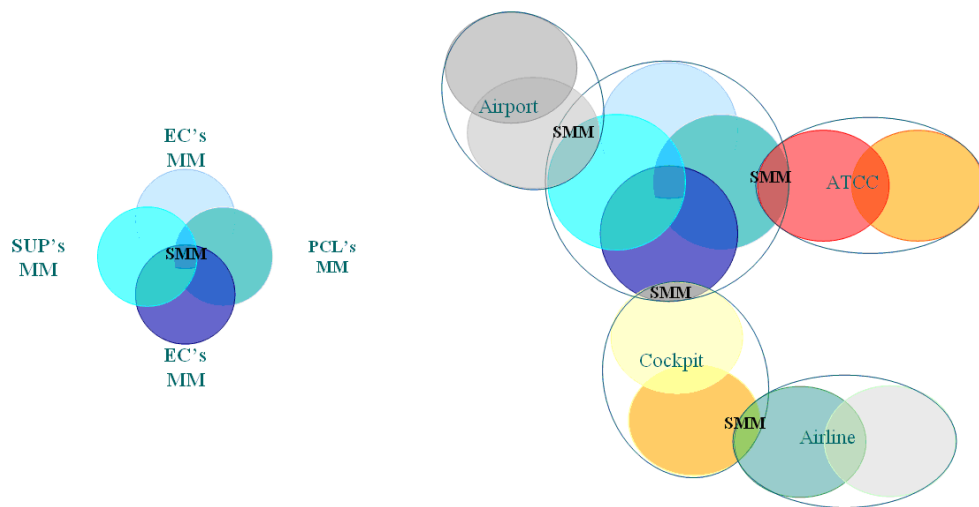 EC's
MM
SUP's
MM
SMM
PCL's
MM
EC's
MM
Airport
SMM
SMM
ATCC
SMM
Cockpit
SMM
Airline